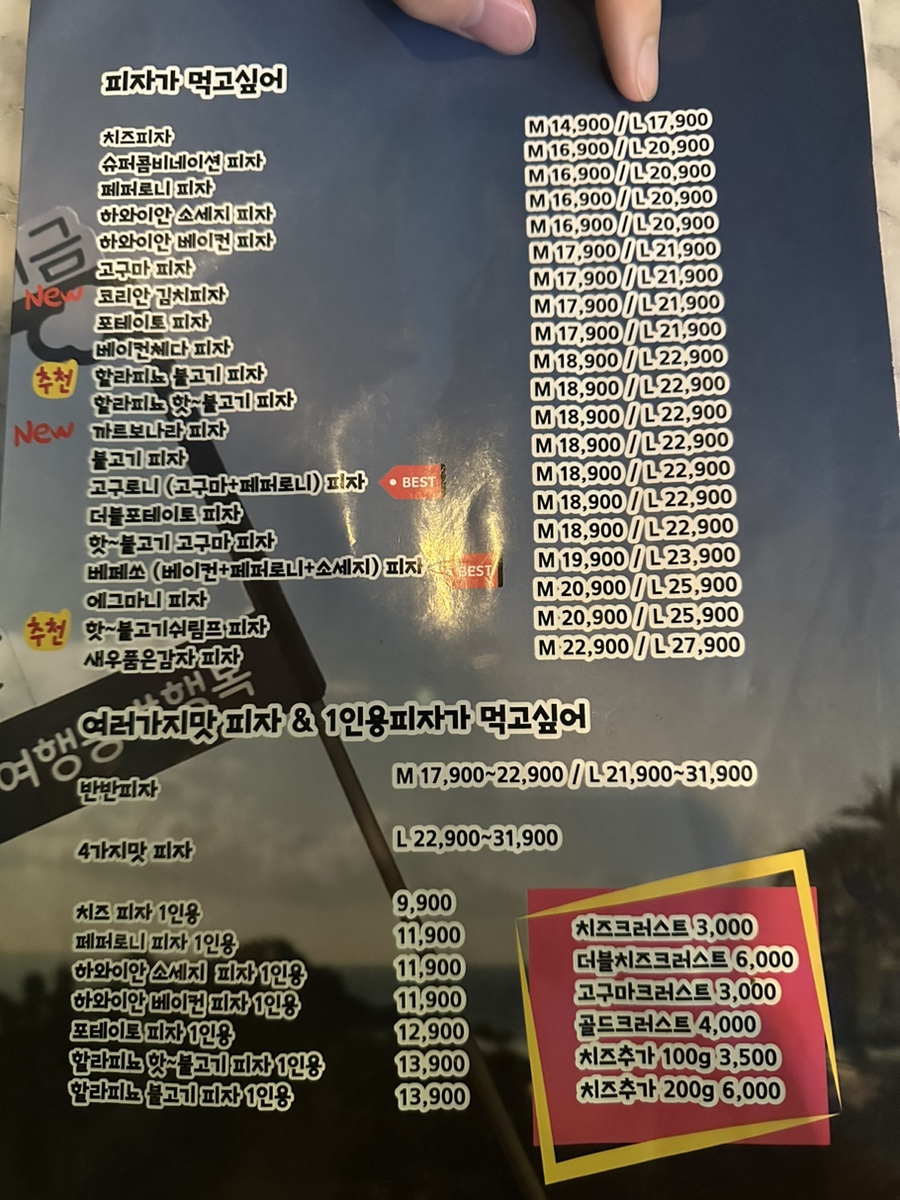 피자가 먹고싶어
치즈피자 M 14,900 / L 17,900
슈퍼콤비네이션 피자 M 16,900 / L 20,900
페퍼로니 피자 M 16,900 / L 20,900
하와이안 소세지 피자 M 16,900 / L 20,900
하와이안 베이컨 피자 M 16,900 / L 20,900
고구마 피자 M 17,900 / L 21,900
New 코리안 김치피자 M 17,900 / L 21,900
포테이토 피자 M 17,900 / L 21,900
베이컨체다 피자 M 17,900 / L 21,900
추천 할라피뇨 불고기 피자 M 18,900 / L 22,900
할라피뇨 핫~불고기 피자 M 18,900 / L 22,900
New 까르보나라 피자 M 18,900 / L 22,900
불고기 피자 M 18,900 / L 22,900
고구로니 (고구마+페퍼로니) 피자 BEST M 18,900 / L 22,900
더블포테이토 피자 M 18,900 / L 22,900
핫~불고기 고구마 피자 M 18,900 / L 22,900
베페쏘 (베이컨+페퍼로니+소세지) 피자 BEST M 19,900 / L 23,900
에그마니 피자 M 20,900 / L 25,900
추천 핫~불고기쉬림프 피자 M 20,900 / L 25,900
새우품은감자 피자 M 22,900 / L 27,900
여러가지맛 피자 & 1인용피자가 먹고싶어
반반피자 M 17,900~22,900 / L 21,900~31,900
4가지맛 피자 L 22,900~31,900
치즈 피자 1인용 9,900
페퍼로니 피자 1인용 11,900
하와이안 소세지 피자 1인용 11,900
하와이안 베이컨 피자 1인용 11,900
포테이토 피자 1인용 12,900
할라피뇨 핫~불고기 피자 1인용 13,900
할라피뇨 불고기 피자 1인용 13,900
치즈크러스트 3,000
더블치즈크러스트 6,000
고구마크러스트 3,000
골드크러스트 4,000
치즈추가 100g 3,500
치즈추가 200g 6,000
금
여행
행복